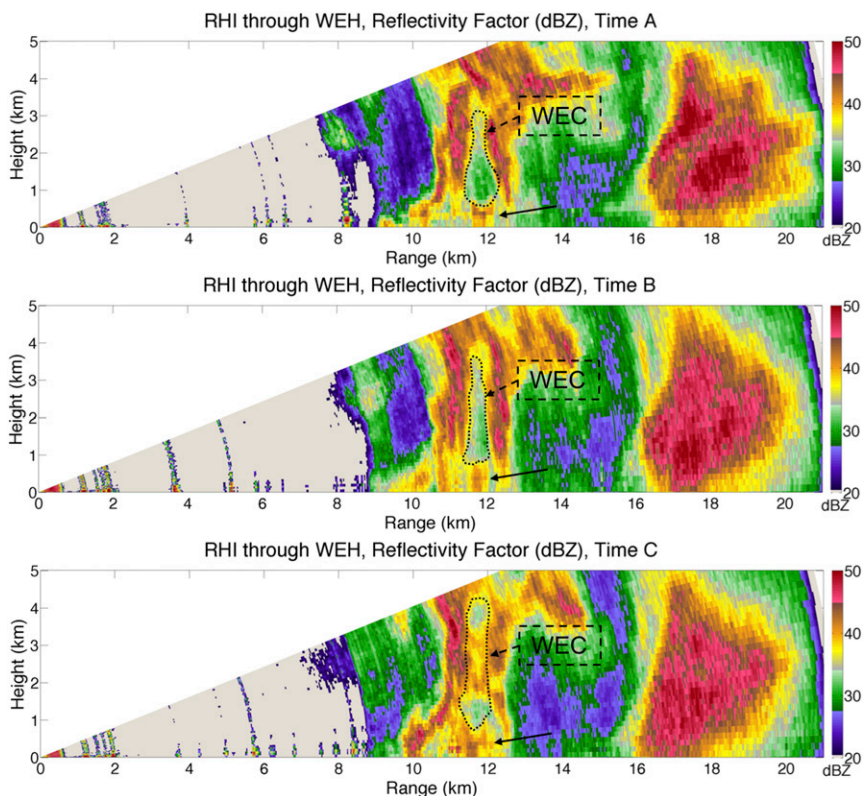 RHI through WEH, Reflectivity Factor (dBZ), Time A
5
4
3
2
1
0
Height (km)
WEC
0 2 4 6 8 10 12 14 16 18 20
Range (km)
50
40
30
20
dBZ
RHI through WEH, Reflectivity Factor (dBZ), Time B
5
4
3
2
1
0
Height (km)
WEC
0 2 4 6 8 10 12 14 16 18 20
Range (km)
50
40
30
20
dBZ
RHI through WEH, Reflectivity Factor (dBZ), Time C
5
4
3
2
1
0
Height (km)
WEC
0 2 4 6 8 10 12 14 16 18 20
Range (km)
50
40
30
20
dBZ